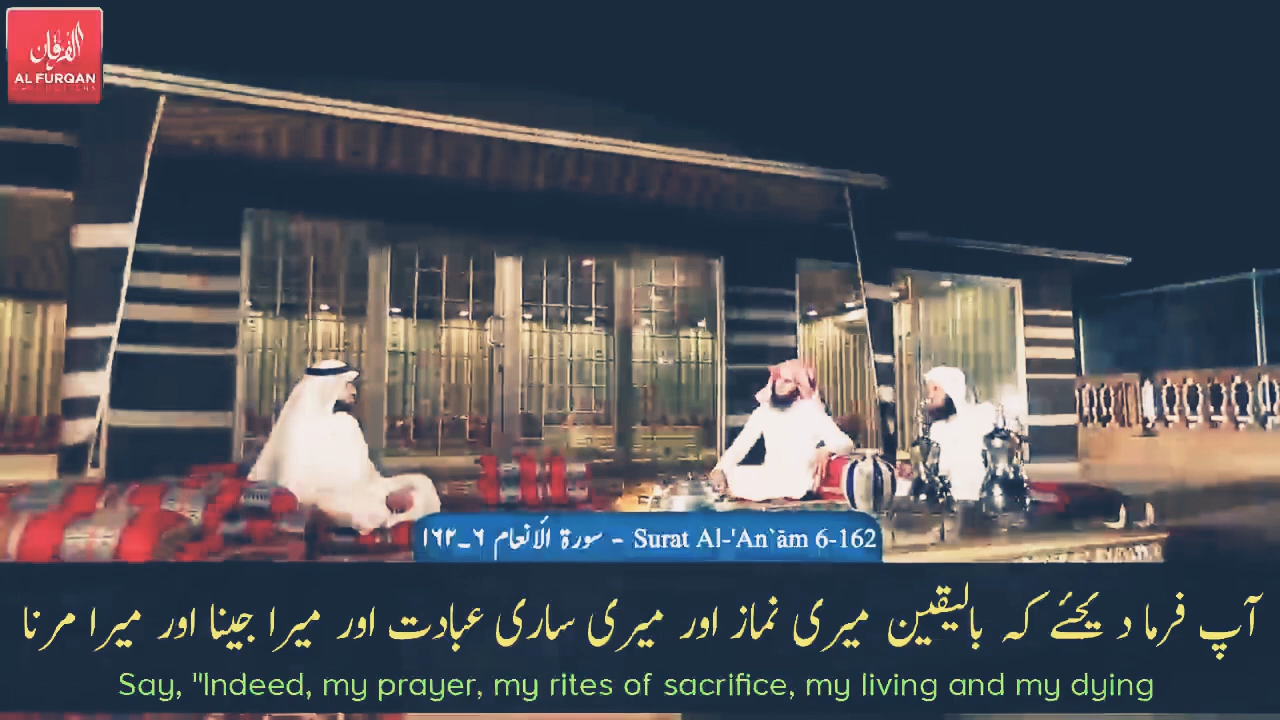 الفرقان
AL FURQAN
سورة الأنعام ٦_١٦٢ - Surat Al-'An`ām 6-162
آپ فرما دیجئے کہ بالیقین میری نماز اور میری ساری عبادت اور میرا جینا اور میرا مرنا
Say, "Indeed, my prayer, my rites of sacrifice, my living and my dying